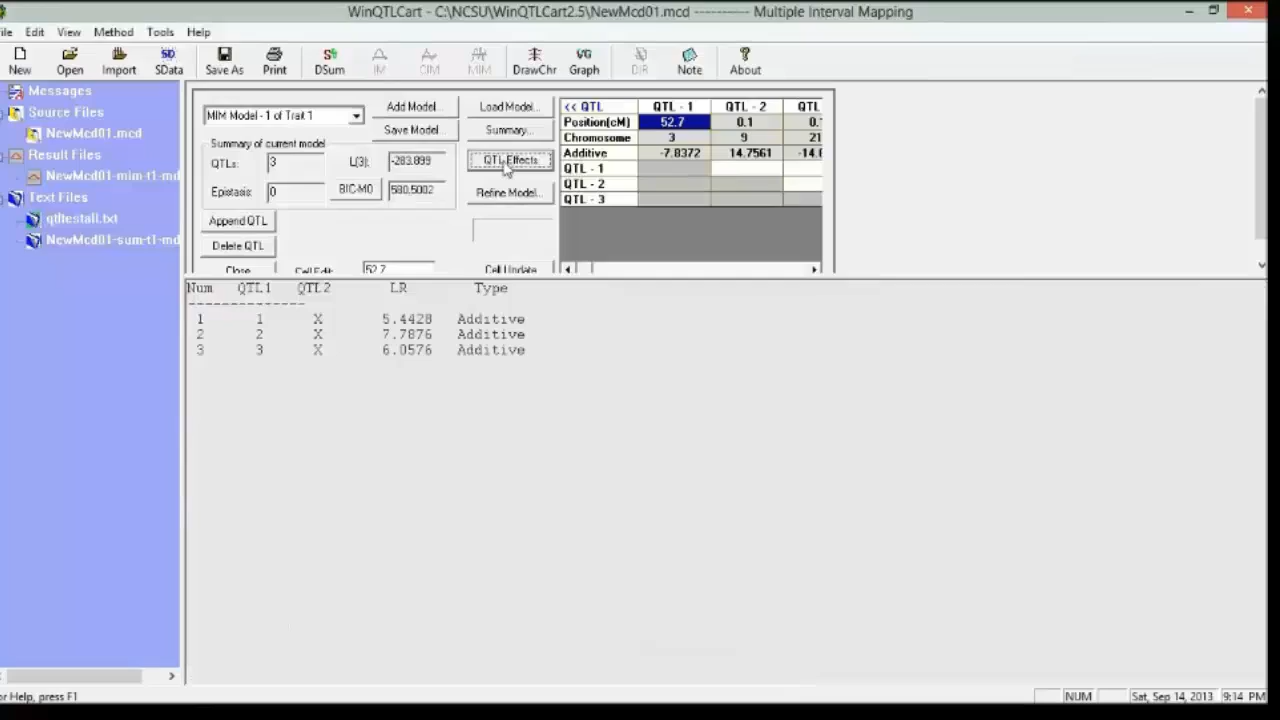 WinQTLCart - C:\NCSU\WinQTLCart2.5\NewMcd01.mcd ---------- Multiple Interval Mapping
ile Edit View Method Tools Help
New Open Import SData Save As Print DSum IM CIM MIM DrawChr Graph DIR Note About
Messages
Source Files
NewMcd01.mcd
Result Files
NewMcd01-mim-t1-md
Text Files
qtltestall.txt
NewMcd01-sum-t1-md
MIM Model - 1 of Trait 1
Add Model...
Load Model...
Save Model...
Summary...
Summary of current model
QTLs: 3 L(3): -283.899
QTL Effects
Epistasis: 0 BIC-M0 580.5002
Refine Model...
Append QTL
Delete QTL
Close Cell Edit: 52.7 Cell Update
<< QTL QTL - 1 QTL - 2 QTL
Position(cM) 52.7 0.1 0.
Chromosome 3 9 21
Additive -7.8372 14.7561 -14.
QTL - 1
QTL - 2
QTL - 3
Num QTL1 QTL2 LR Type
---------------
1 1 X 5.4428 Additive
2 2 X 7.7876 Additive
3 3 X 6.0576 Additive
or Help, press F1
NUM Sat, Sep 14, 2013 9:14 PM